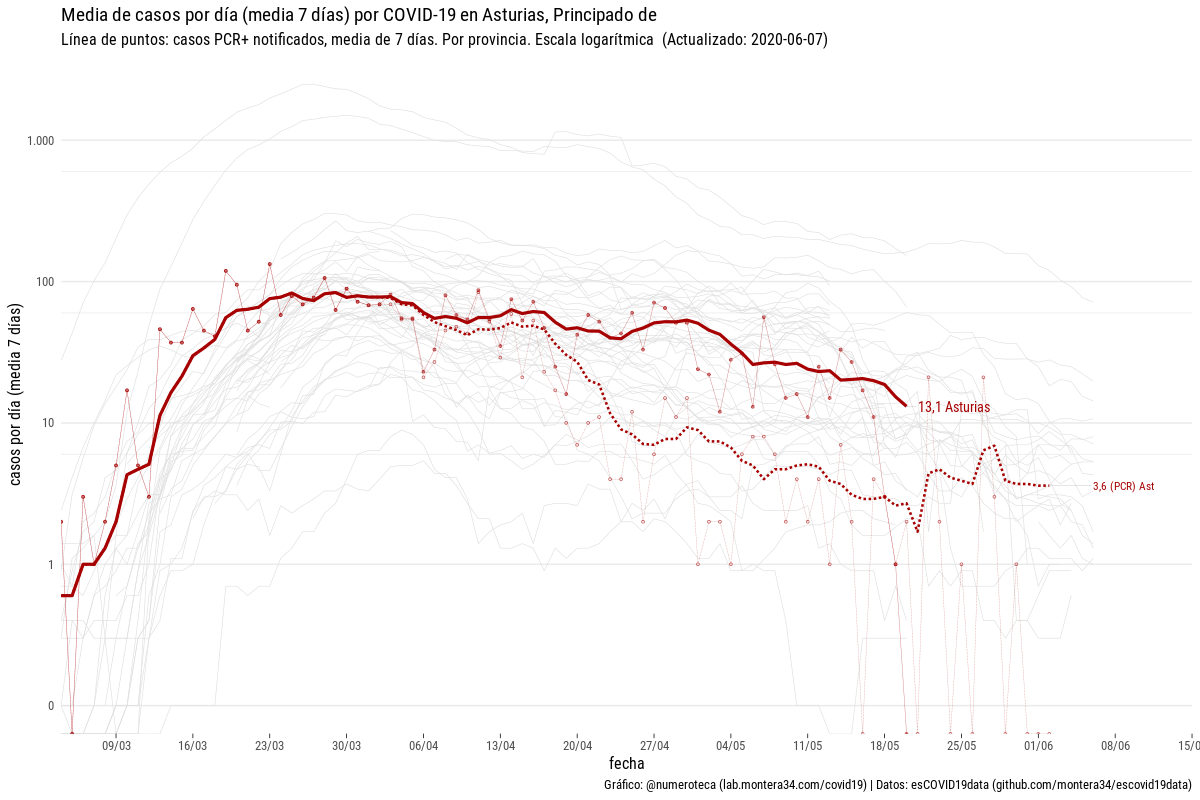 Media de casos por día (media 7 días) por COVID-19 en Asturias, Principado de
Línea de puntos: casos PCR+ notificados, media de 7 días. Por provincia. Escala logarítmica (Actualizado: 2020-06-07)
casos por día (media 7 días)
1.000
100
10
1
0
13,1 Asturias
3,6 (PCR) Ast
09/03 16/03 23/03 30/03 06/04 13/04 20/04 27/04 04/05 11/05 18/05 25/05 01/06 08/06 15/0
fecha
Gráfico: @numeroteca (lab.montera34.com/covid19) | Datos: esCOVID19data (github.com/montera34/escovid19data)